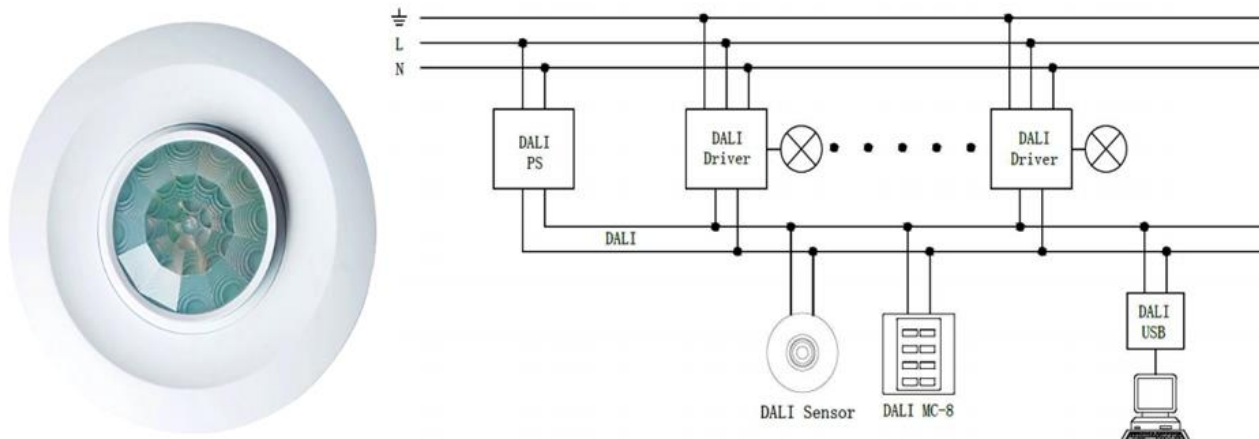 L
N
DALI
PS
DALI
Driver
DALI
Driver
DALI
DALI
USB
DALI Sensor
DALI MC-8